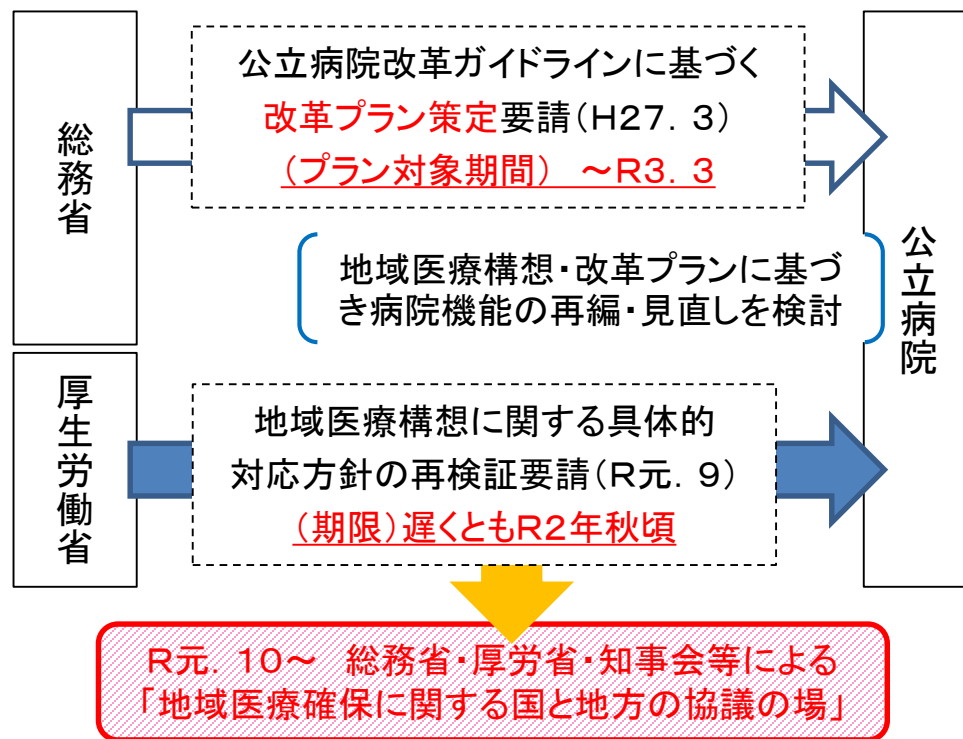 総務省
公立病院改革ガイドラインに基づく
改革プラン策定要請(H27.3)
(プラン対象期間) ~R3.3
地域医療構想・改革プランに基づ
き病院機能の再編・見直しを検討
公立病院
厚生労働省
地域医療構想に関する具体的
対応方針の再検証要請(R元.9)
(期限)遅くともR2年秋頃
R元.10~ 総務省・厚労省・知事会等による
「地域医療確保に関する国と地方の協議の場」